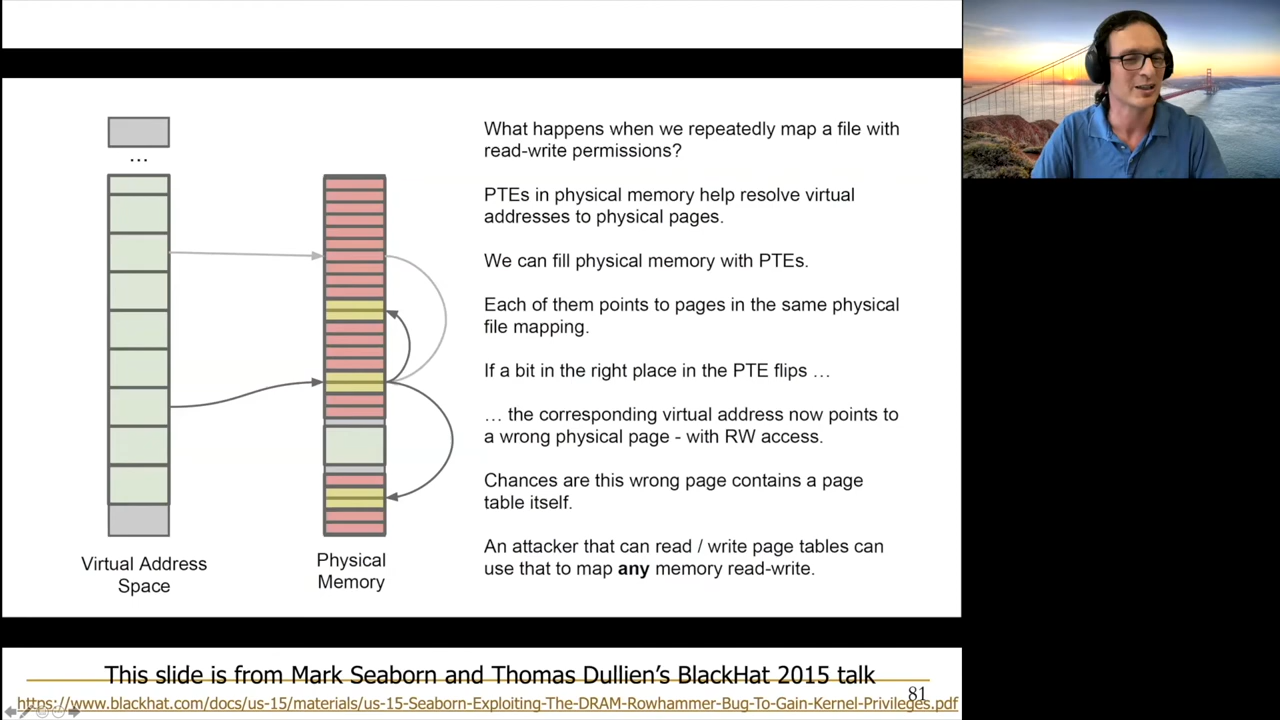 ...
Virtual Address
Space
Physical
Memory
What happens when we repeatedly map a file with
read-write permissions?
PTEs in physical memory help resolve virtual
addresses to physical pages.
We can fill physical memory with PTEs.
Each of them points to pages in the same physical
file mapping.
If a bit in the right place in the PTE flips …
… the corresponding virtual address now points to
a wrong physical page - with RW access.
Chances are this wrong page contains a page
table itself.
An attacker that can read / write page tables can
use that to map any memory read-write.
This slide is from Mark Seaborn and Thomas Dullien’s BlackHat 2015 talk
81
https://www.blackhat.com/docs/us-15/materials/us-15-Seaborn-Exploiting-The-DRAM-Rowhammer-Bug-To-Gain-Kernel-Privileges.pdf